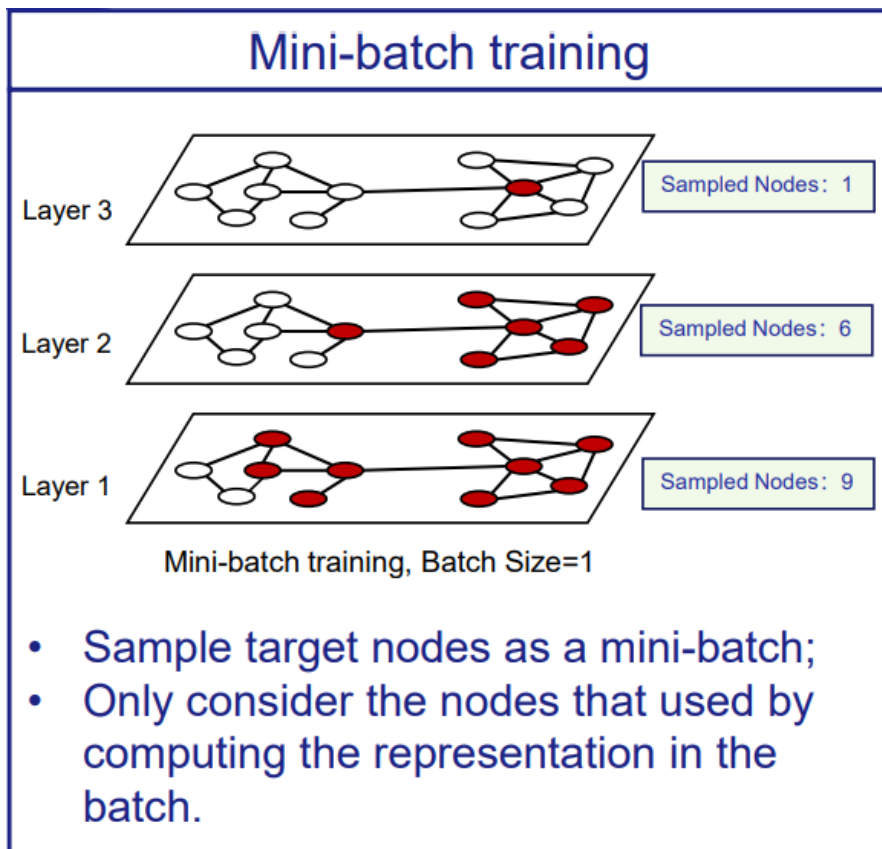 Mini-batch training
Layer 3
Sampled Nodes: 1
Layer 2
Sampled Nodes: 6
Layer 1
Sampled Nodes: 9
Mini-batch training, Batch Size=1
• Sample target nodes as a mini-batch;
• Only consider the nodes that used by
computing the representation in the
batch.